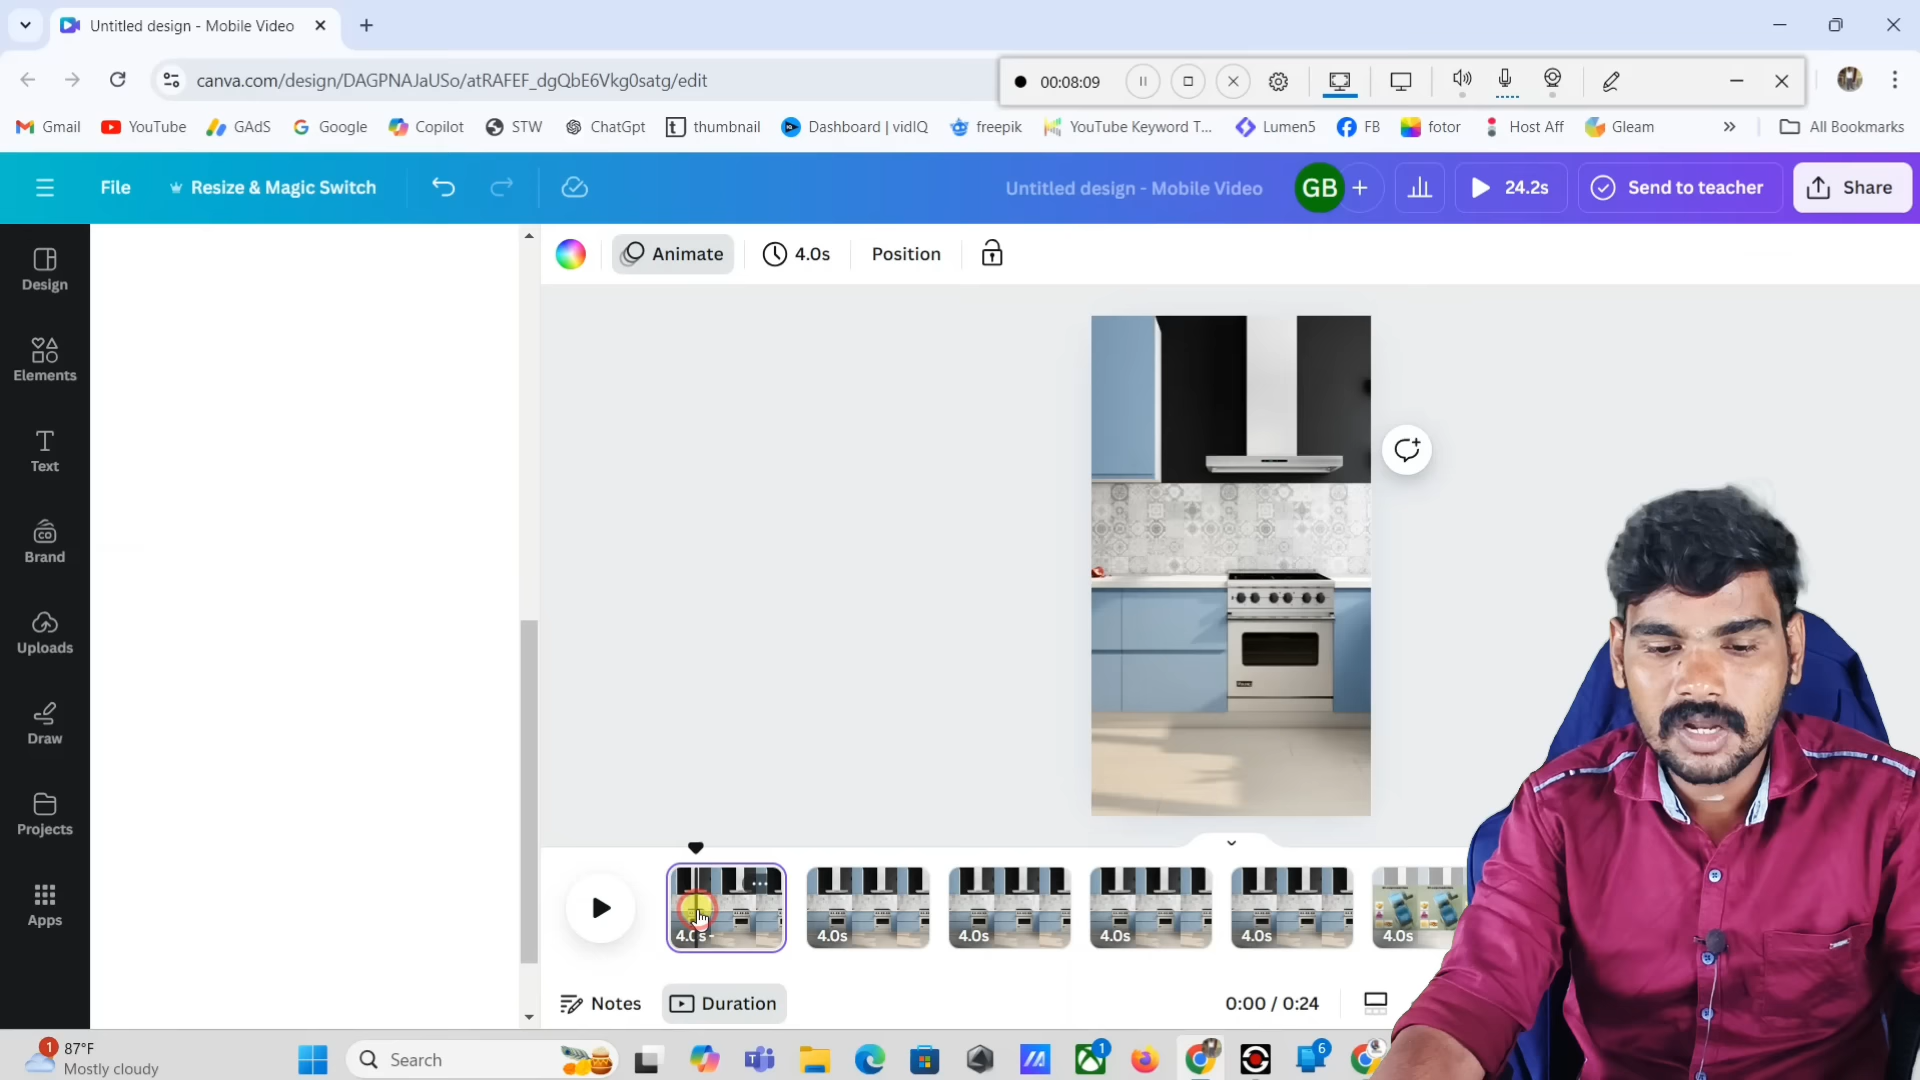 Untitled design - Mobile Video
canva.com/design/DAGPNAJaUSo/atRAFEF_dgQbE6Vkg0satg/edit
00:08:09
Gmail
YouTube
GAdS
Google
Copilot
STW
ChatGpt
thumbnail
Dashboard | vidIQ
freepik
YouTube Keyword T...
Lumen5
FB
fotor
Host Aff
Gleam
All Bookmarks
File
Resize & Magic Switch
Untitled design - Mobile Video
GB
24.2s
Send to teacher
Share
Design
Elements
Text
Brand
Uploads
Draw
Projects
Apps
Animate
4.0s
Position
4.0s
4.0s
4.0s
4.0s
4.0s
4.0s
Notes
Duration
0:00 / 0:24
1
87°F
Mostly cloudy
Search
1
6